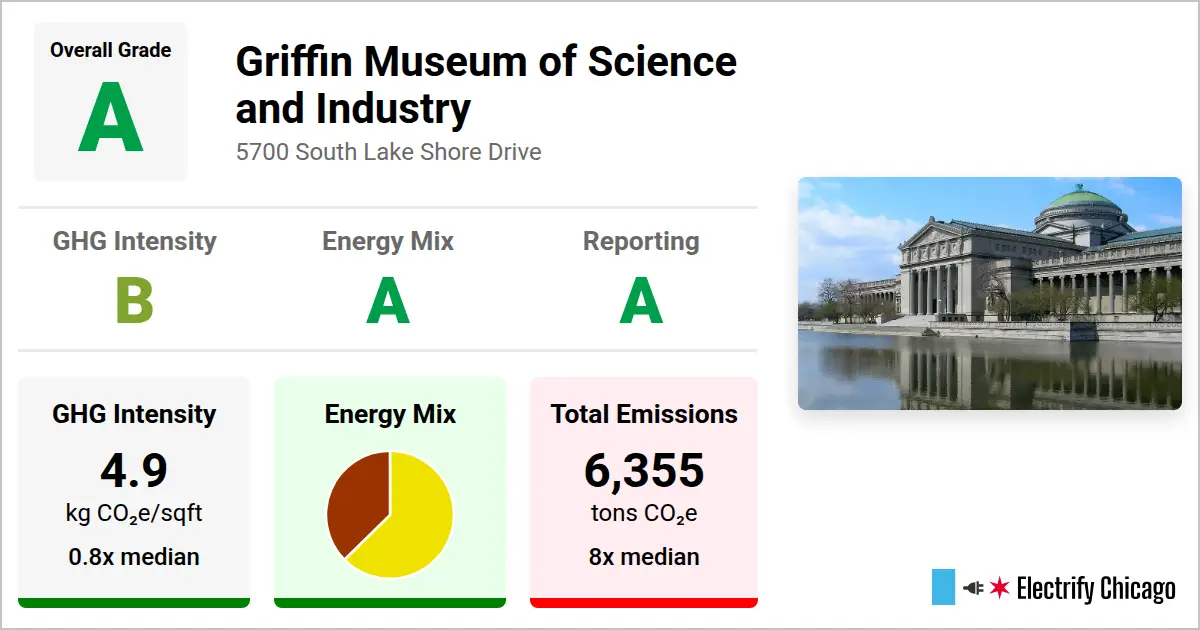 Overall Grade
A
Griffin Museum of Science
and Industry
5700 South Lake Shore Drive
GHG Intensity
B
Energy Mix
A
Reporting
A
GHG Intensity
4.9
kg CO₂e/sqft
0.8x median
Energy Mix
Total Emissions
6,355
tons CO₂e
8x median
Electrify Chicago